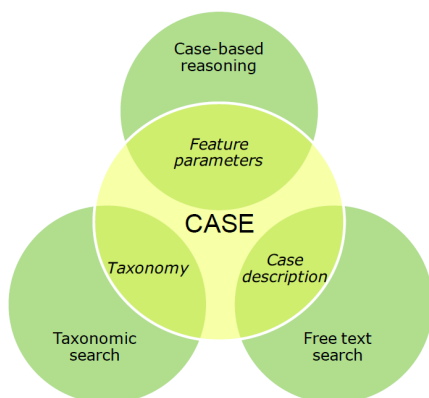 Case-based
reasoning
Feature
parameters
CASE
Taxonomy
Case
description
Taxonomic
search
Free text
search